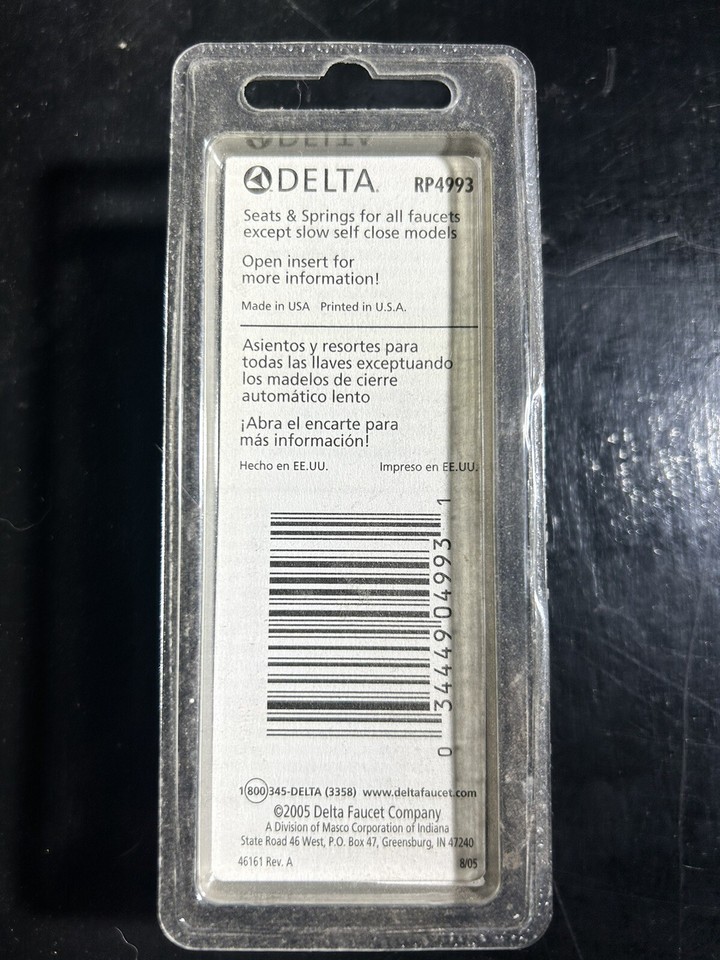 DELTA
DELTA. RP4993
Seats & Springs for all faucets
except slow self close models
Open insert for
more information!
Made in USA Printed in U.S.A.
Asientos y resortes para
todas las llaves exceptuando
los madelos de cierre
automático lento
¡Abra el encarte para
más información!
Hecho en EE.UU. Impreso en EE.UU.
0 34449 04993 1
1(800)345-DELTA (3358) www.deltafaucet.com
©2005 Delta Faucet Company
A Division of Masco Corporation of Indiana
State Road 46 West, P.O. Box 47, Greensburg, IN 47240
46161 Rev. A 8/05